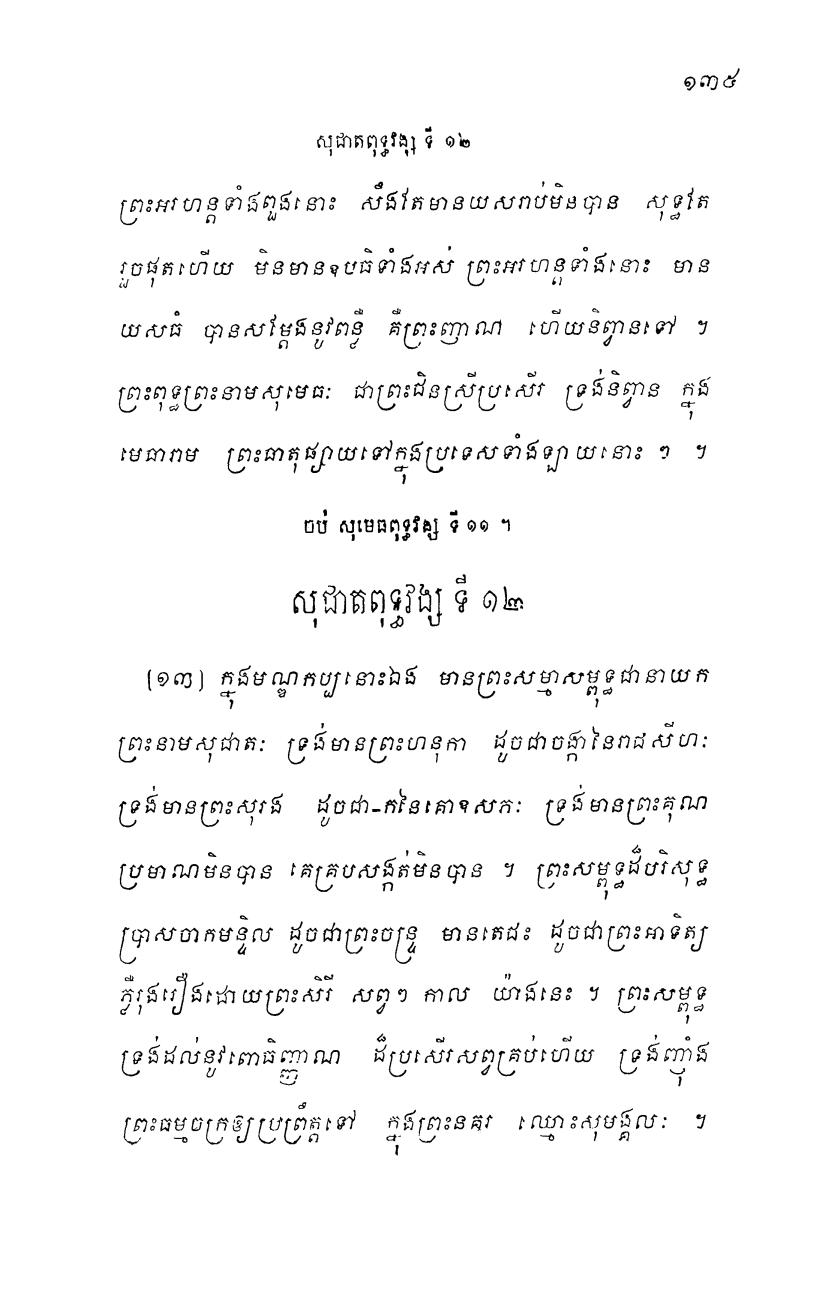 ១៣៥
សុជាតពុទ្ធវង្ស ទី ១២
ព្រះអរហន្តទាំងពួងនោះ សឹងតែមានយសរាប់មិនបាន សុទ្ធតែ
រួចផុតហើយ មិនមានឧបធិទាំងអស់ ព្រះអរហន្តទាំងនោះ មាន
យសធំ បានសម្តែងនូវពន្លឺ គឺព្រះញាណ ហើយនិព្វានទៅ ។
ព្រះពុទ្ធព្រះនាមសុមេធៈ ជាព្រះជិនស្រីប្រសើរ ទ្រង់និព្វាន ក្នុង
មេធារាម ព្រះធាតុផ្សាយទៅក្នុងប្រទេសទាំងឡាយនោះ ៗ ។
ចប់ សុមេធពុទ្ធវង្ស ទី ១១ ។
សុជាតពុទ្ធវង្ស ទី ១២
(១៣) ក្នុងមណ្ឌកប្បនោះឯង មានព្រះសម្មាសម្ពុទ្ធជានាយក
ព្រះនាមសុជាតៈ ទ្រង់មានព្រះហនុកា ដូចជាចង្កានៃរាជសីហៈ
ទ្រង់មានព្រះសុរង ដូចជា-កនៃគោឧសភៈ ទ្រង់មានព្រះគុណ
ប្រមាណមិនបាន គេគ្របសង្កត់មិនបាន ។ ព្រះសម្ពុទ្ធដ៏បរិសុទ្ធ
ប្រាសចាកមន្ទិល ដូចជាព្រះចន្ទ្រ មានតេជះ ដូចជាព្រះអាទិត្យ
ភ្លឺរុងរឿងដោយព្រះសិរី សព្វៗ កាល យ៉ាងនេះ ។ ព្រះសម្ពុទ្ធ
ទ្រង់ដល់នូវពោធិញ្ញាណ ដ៏ប្រសើរសព្វគ្រប់ហើយ ទ្រង់ញុំាង
ព្រះធម្មចក្រឱ្យប្រព្រឹត្តទៅ ក្នុងព្រះនគរ ឈ្មោះសុមង្គលៈ ។